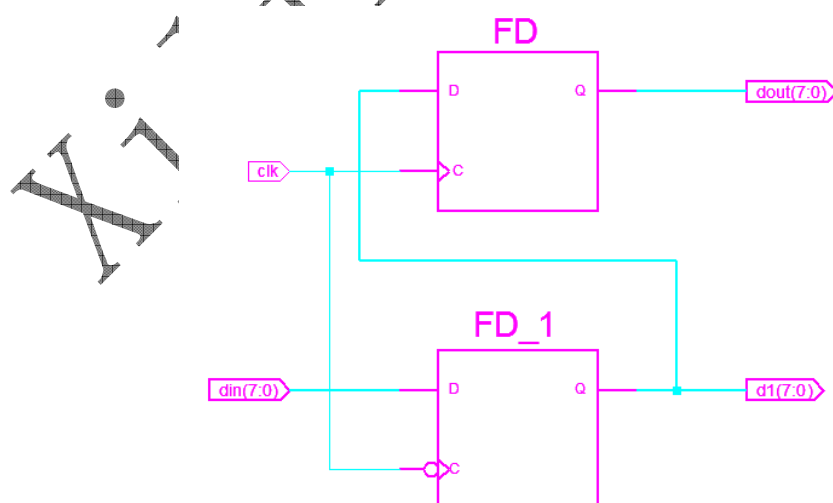 FD
D Q dout(7:0)
clk C
FD_1
din(7:0) D Q d1(7:0)
C